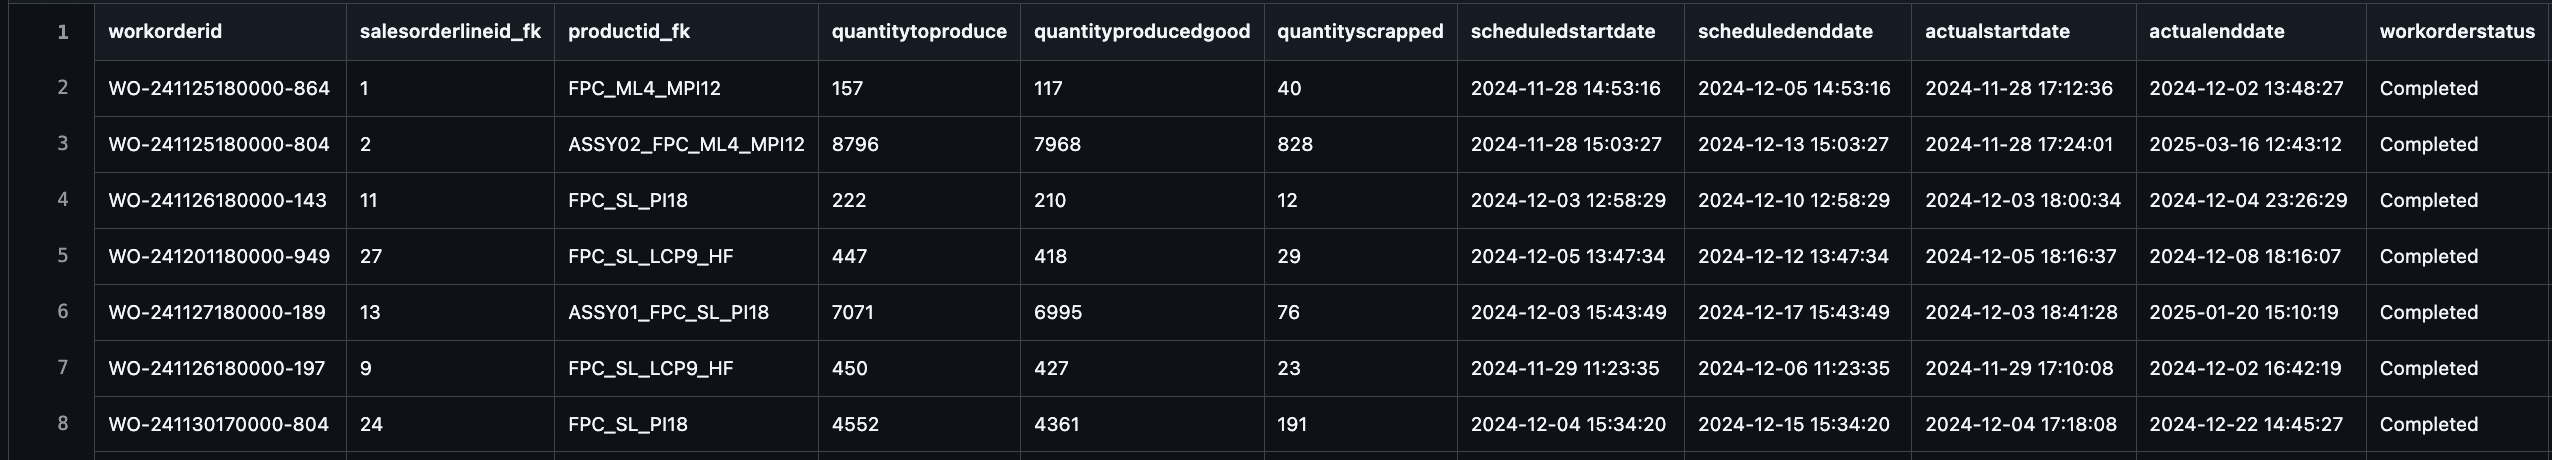 1 workorderid salesorderlineid_fk productid_fk quantitytoproduce quantityproducedgood quantityscrapped scheduledstartdate scheduledenddate actualstartdate actualenddate workorderstatus
2 WO-241125180000-864 1 FPC_ML4_MPI12 157 117 40 2024-11-28 14:53:16 2024-12-05 14:53:16 2024-11-28 17:12:36 2024-12-02 13:48:27 Completed
3 WO-241125180000-804 2 ASSY02_FPC_ML4_MPI12 8796 7968 828 2024-11-28 15:03:27 2024-12-13 15:03:27 2024-11-28 17:24:01 2025-03-16 12:43:12 Completed
4 WO-241126180000-143 11 FPC_SL_PI18 222 210 12 2024-12-03 12:58:29 2024-12-10 12:58:29 2024-12-03 18:00:34 2024-12-04 23:26:29 Completed
5 WO-241201180000-949 27 FPC_SL_LCP9_HF 447 418 29 2024-12-05 13:47:34 2024-12-12 13:47:34 2024-12-05 18:16:37 2024-12-08 18:16:07 Completed
6 WO-241127180000-189 13 ASSY01_FPC_SL_PI18 7071 6995 76 2024-12-03 15:43:49 2024-12-17 15:43:49 2024-12-03 18:41:28 2025-01-20 15:10:19 Completed
7 WO-241126180000-197 9 FPC_SL_LCP9_HF 450 427 23 2024-11-29 11:23:35 2024-12-06 11:23:35 2024-11-29 17:10:08 2024-12-02 16:42:19 Completed
8 WO-241130170000-804 24 FPC_SL_PI18 4552 4361 191 2024-12-04 15:34:20 2024-12-15 15:34:20 2024-12-04 17:18:08 2024-12-22 14:45:27 Completed